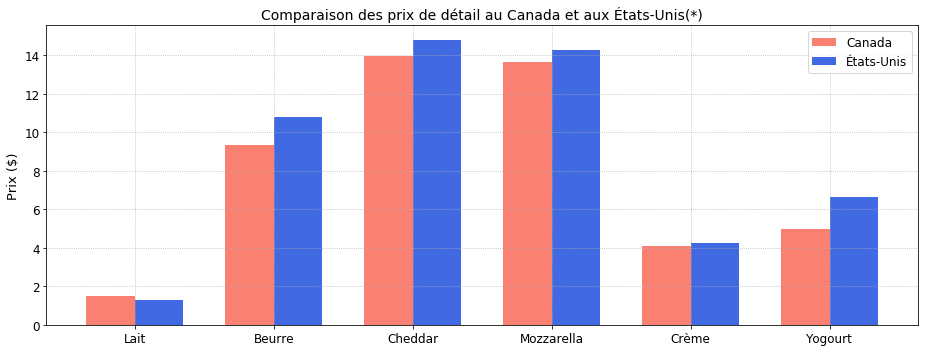 Comparaison des prix de détail au Canada et aux États-Unis(*)
Canada
États-Unis
Prix ($)
14
12
10
8
6
4
2
0
Lait Beurre Cheddar Mozzarella Crème Yogourt